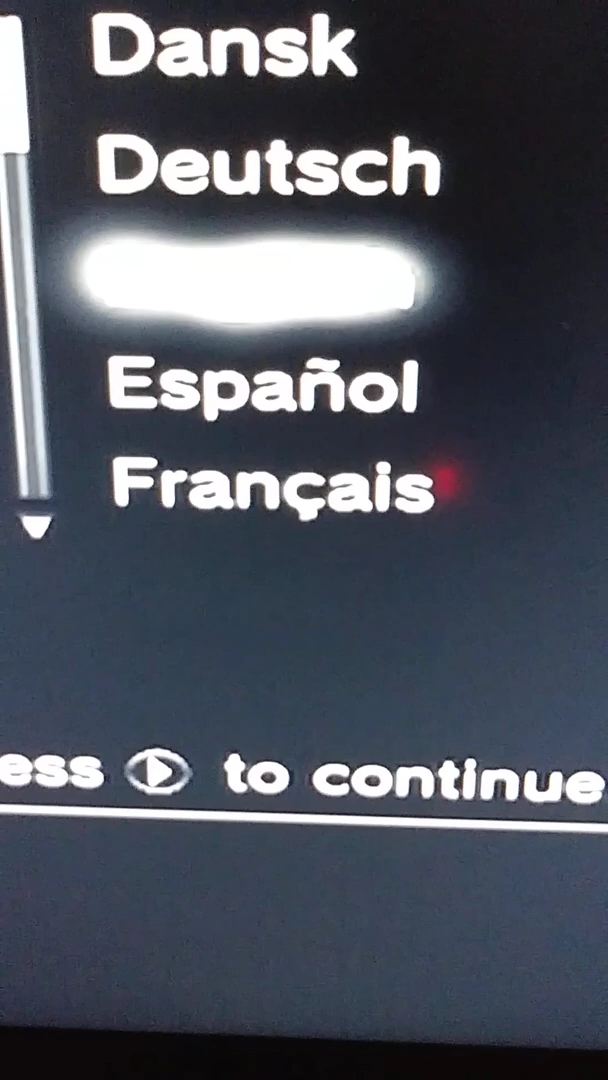 Dansk
Deutsch
Español
Français
ess to continue